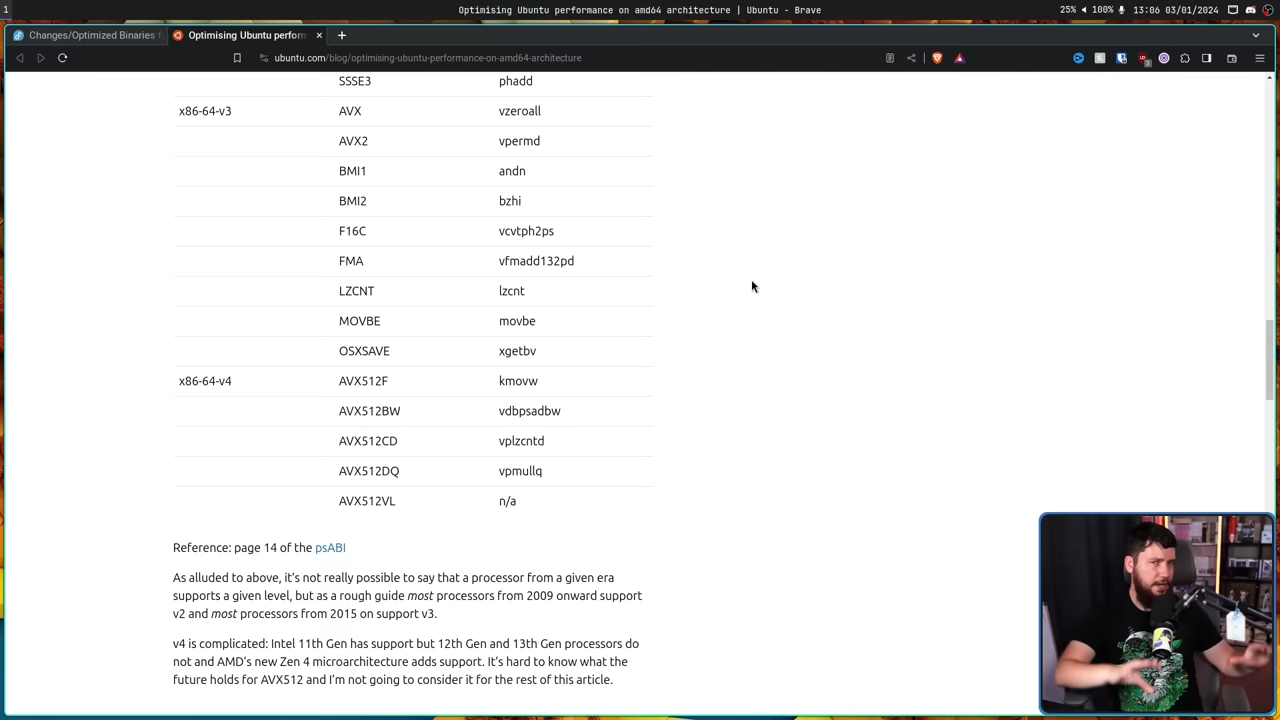 1
Optimising Ubuntu performance on amd64 architecture | Ubuntu - Brave
25%
100%
13:06 03/01/2024
Changes/Optimized Binaries f
Optimising Ubuntu perform
ubuntu.com/blog/optimising-ubuntu-performance-on-amd64-architecture
SSSE3 phadd
x86-64-v3 AVX vzeroall
AVX2 vpermd
BMI1 andn
BMI2 bzhi
F16C vcvtph2ps
FMA vfmadd132pd
LZCNT lzcnt
MOVBE movbe
OSXSAVE xgetbv
x86-64-v4 AVX512F kmovw
AVX512BW vdbpsadbw
AVX512CD vplzcntd
AVX512DQ vpmullq
AVX512VL n/a
Reference: page 14 of the psABI
As alluded to above, it's not really possible to say that a processor from a given era
supports a given level, but as a rough guide most processors from 2009 onward support
v2 and most processors from 2015 on support v3.
v4 is complicated: Intel 11th Gen has support but 12th Gen and 13th Gen processors do
not and AMD's new Zen 4 microarchitecture adds support. It's hard to know what the
future holds for AVX512 and I'm not going to consider it for the rest of this article.